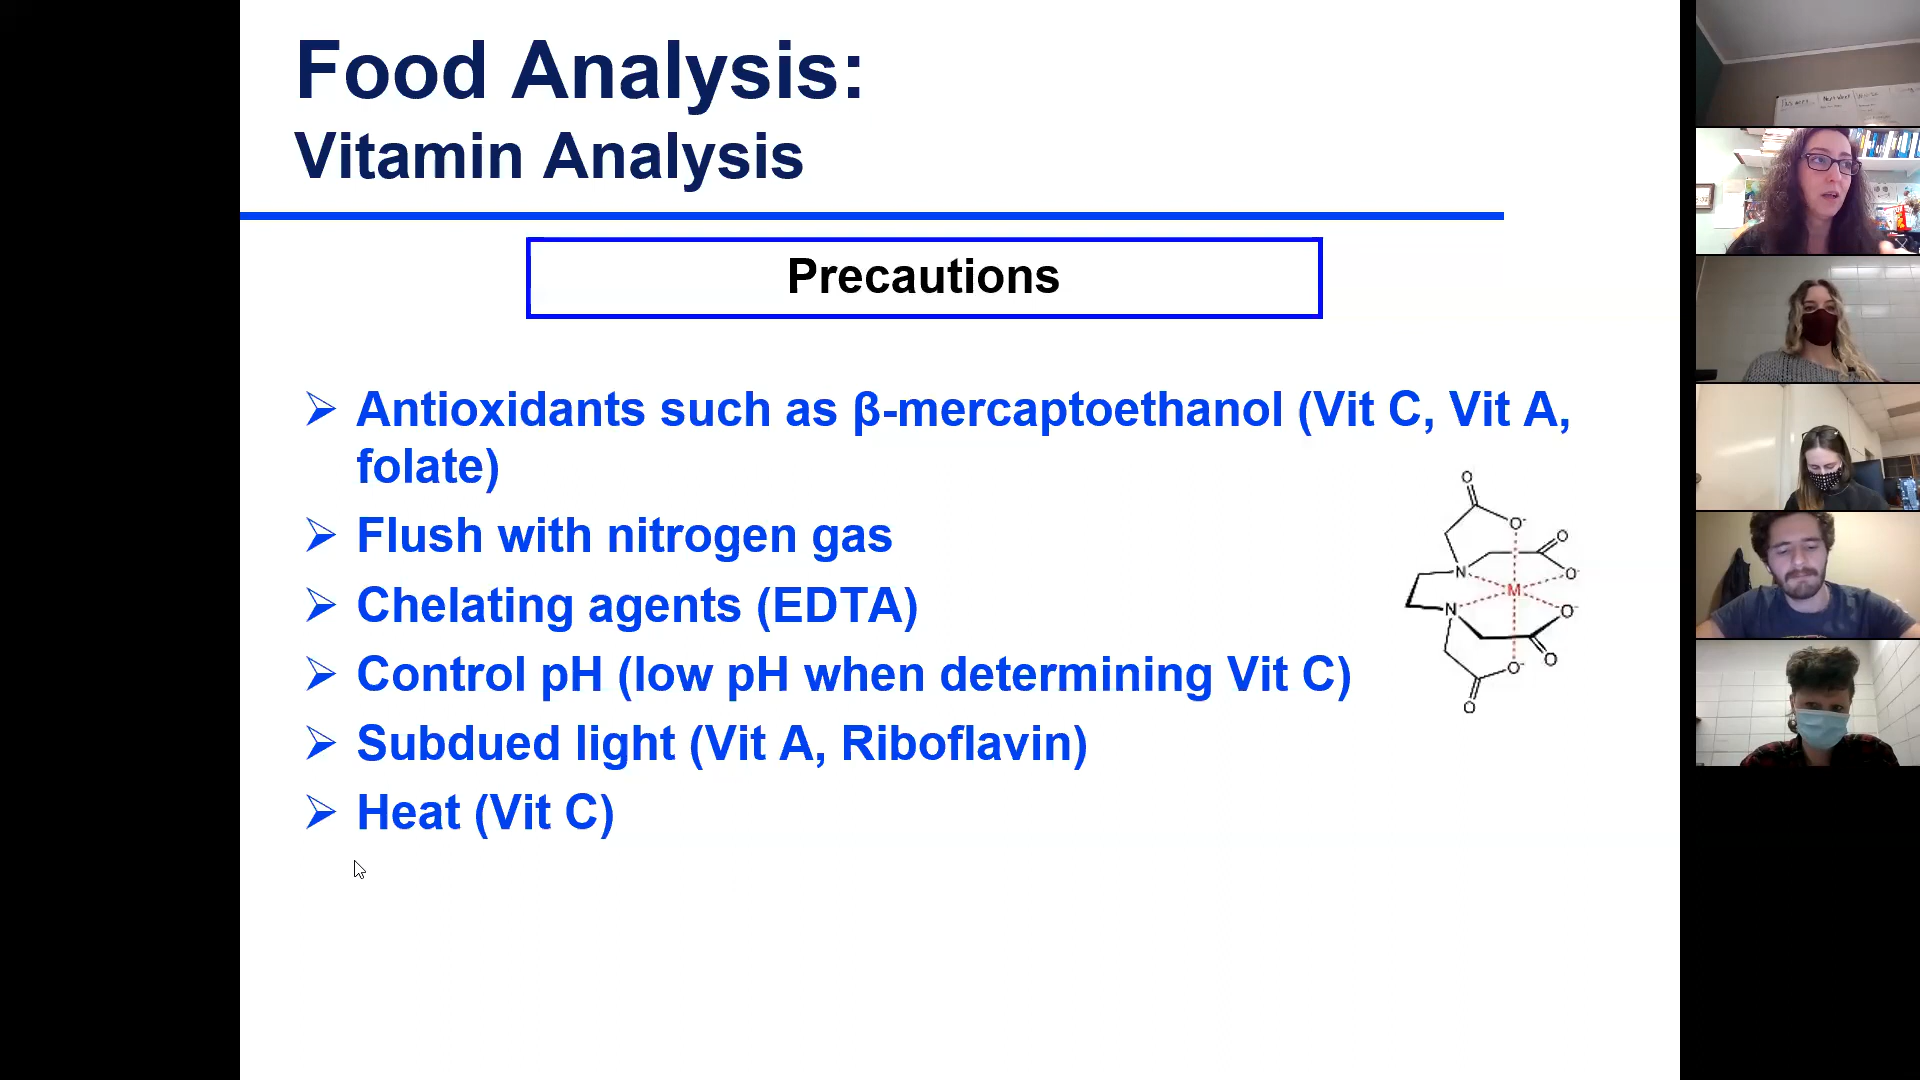 Food Analysis:
Vitamin Analysis
Precautions
➢ Antioxidants such as β-mercaptoethanol (Vit C, Vit A,
folate)
➢ Flush with nitrogen gas
➢ Chelating agents (EDTA)
➢ Control pH (low pH when determining Vit C)
➢ Subdued light (Vit A, Riboflavin)
➢ Heat (Vit C)
O
O⁻
O
N
O⁻
M
N
O⁻
O
O⁻
O